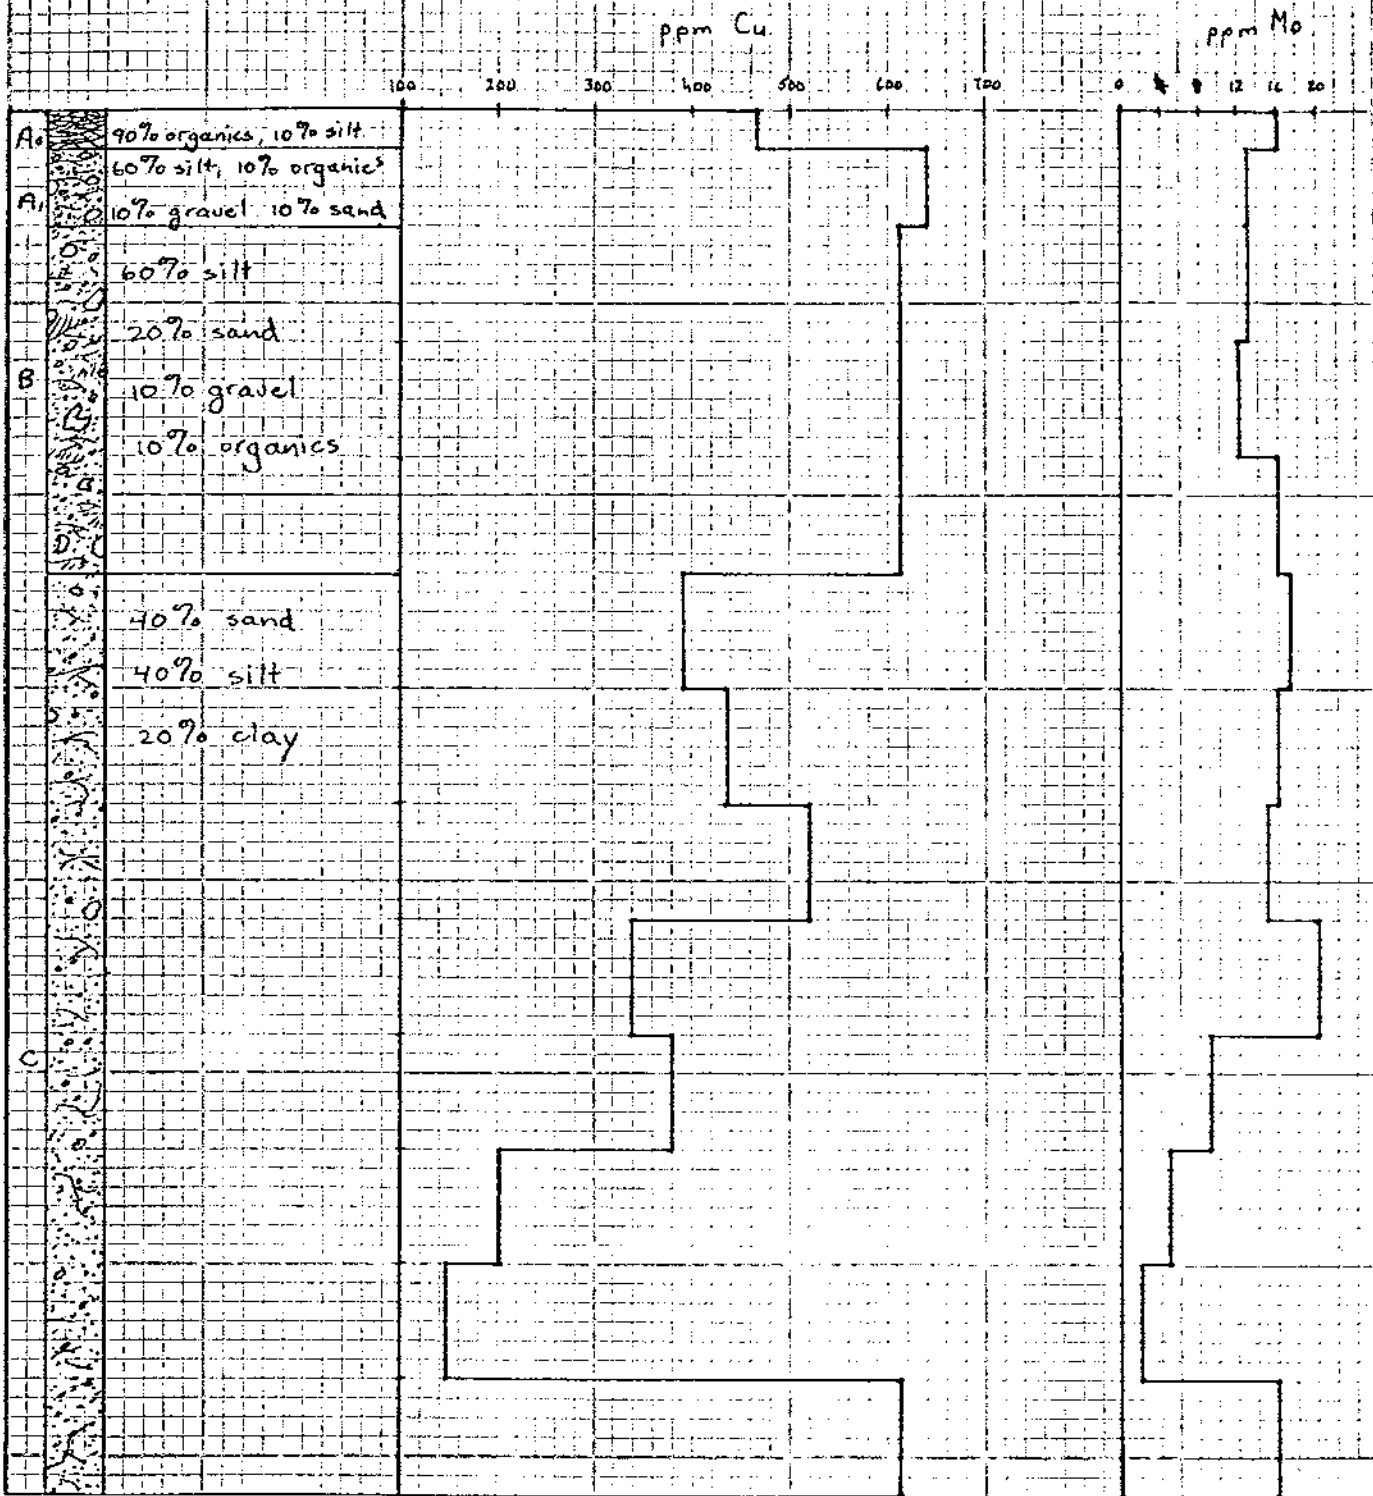 ppm Cu
ppm Mo
100 200 300 400 500 600 700
0 4 8 12 16 20
A₀
90% organics, 10% silt
60% silt, 10% organics
A₁
10% gravel 10% sand
60% silt
20% sand
B
10% gravel
10% organics
40% sand
40% silt
20% clay
C